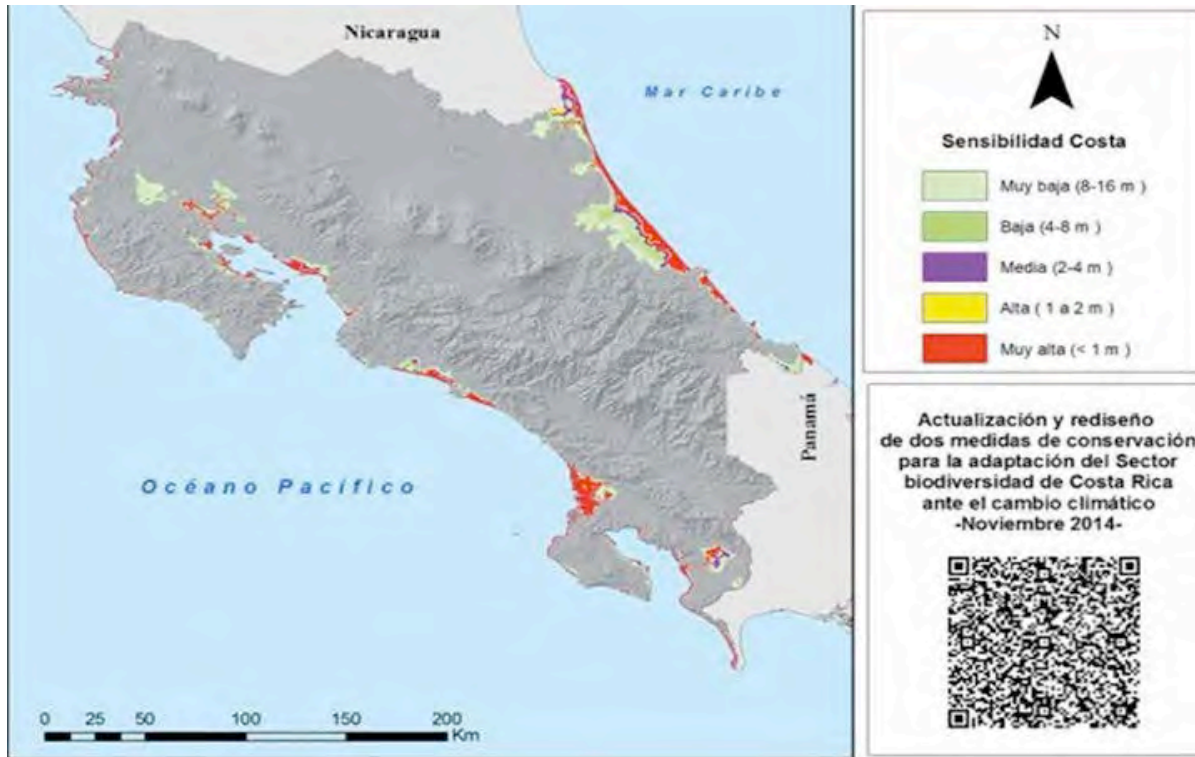 Nicaragua
Mar Caribe
Océano Pacífico
Panamá
0 25 50 100 150 200
Km
N
Sensibilidad Costa
Muy baja (8-16 m )
Baja (4-8 m )
Media (2-4 m )
Alta ( 1 a 2 m )
Muy alta (< 1 m )
Actualización y rediseño
de dos medidas de conservación
para la adaptación del Sector
biodiversidad de Costa Rica
ante el cambio climático
-Noviembre 2014-